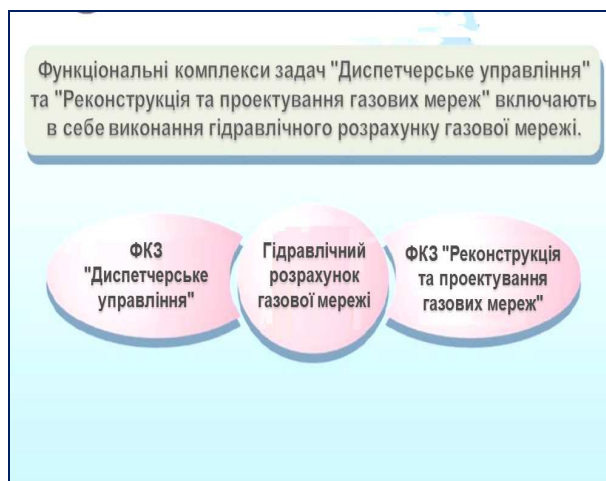 Функціональні комплекси задач "Диспетчерське управління"
та "Реконструкція та проектування газових мереж" включають
в себе виконання гідравлічного розрахунку газової мережі.
ФКЗ
"Диспетчерське
управління"
Гідравлічний
розрахунок
газової мережі
ФКЗ "Реконструкція
та проектування
газових мереж"